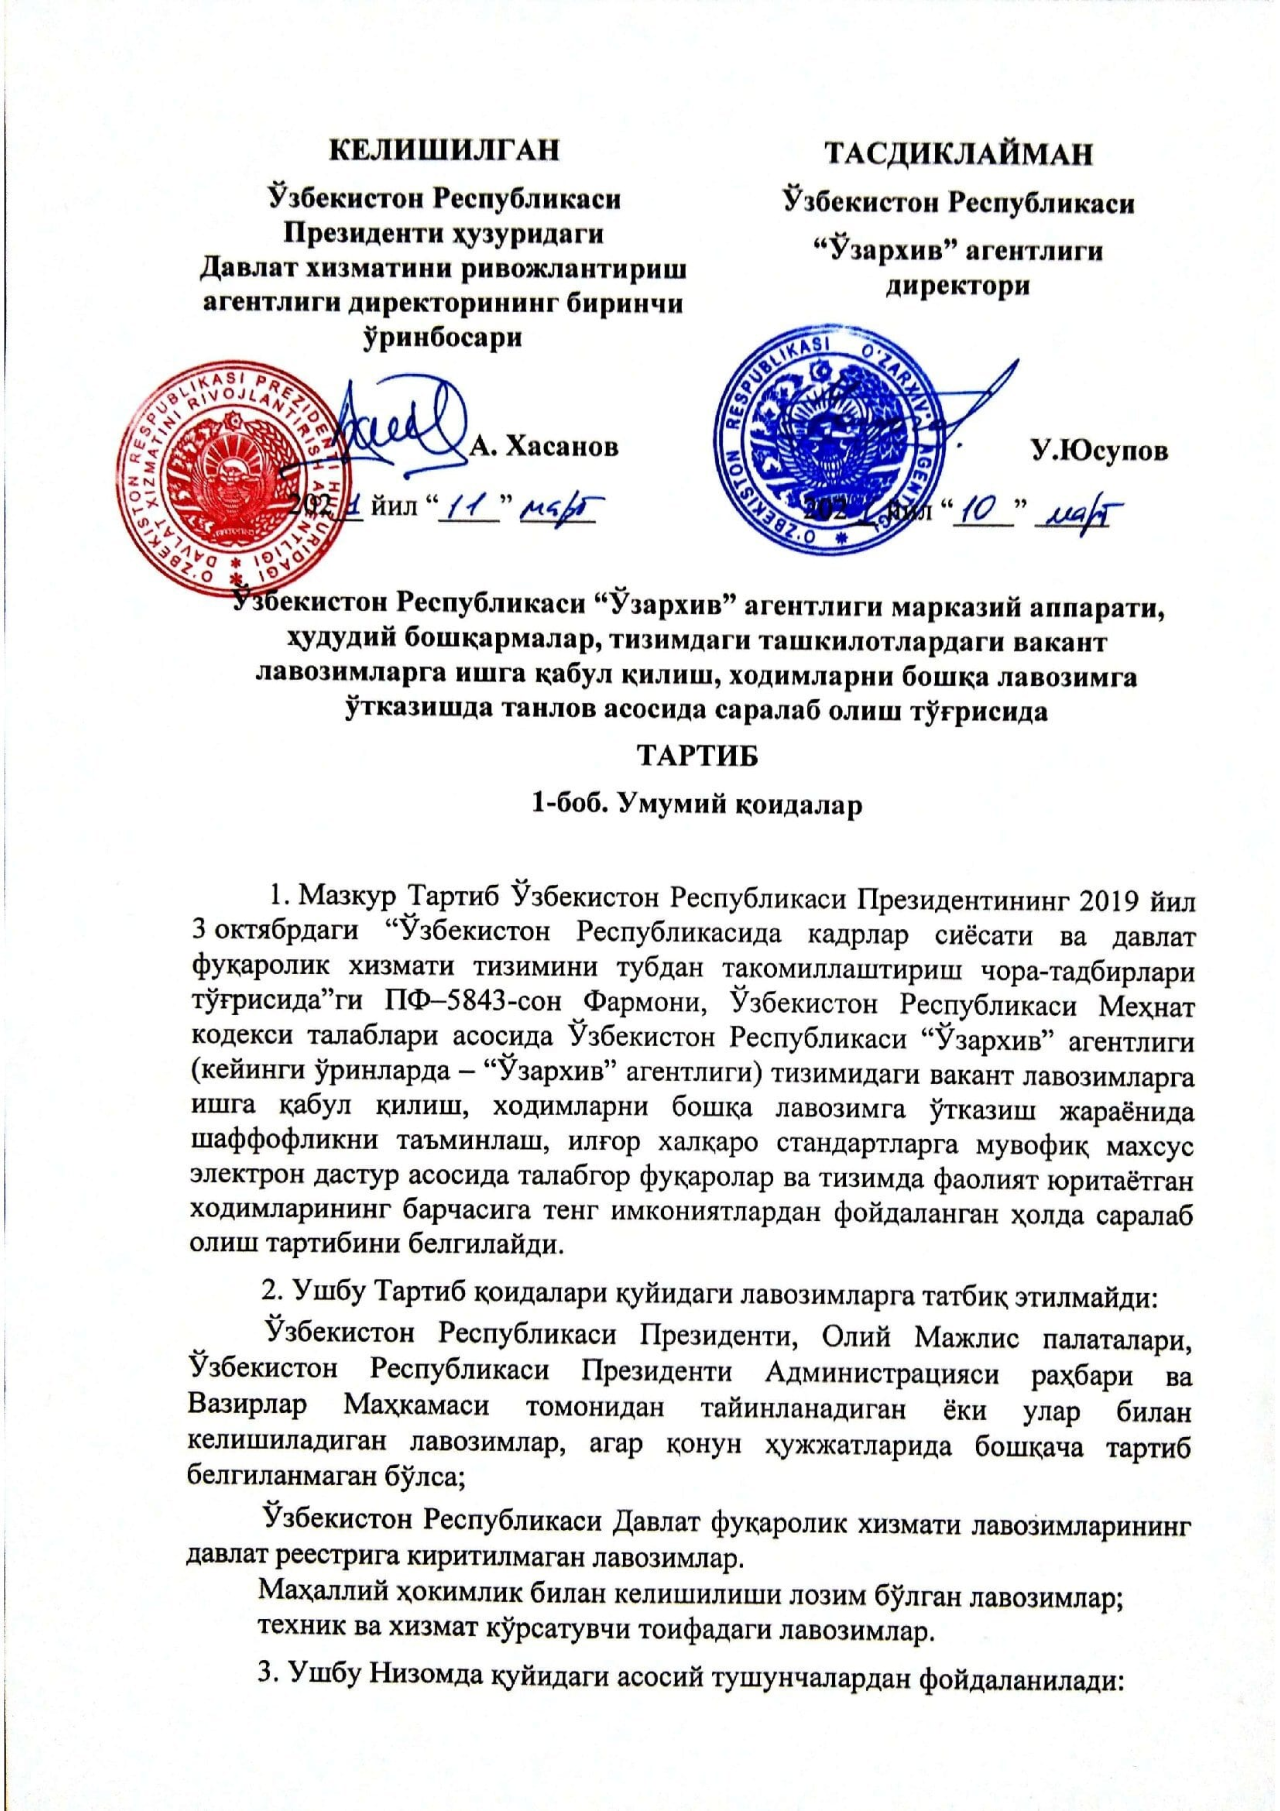 КЕЛИШИЛГАН
Ўзбекистон Республикаси
Президенти ҳузуридаги
Давлат хизматини ривожлантириш
агентлиги директорининг биринчи
ўринбосари
А. Хасанов
2021 йил “11” март
ТАСДИКЛАЙМАН
Ўзбекистон Республикаси
“Ўзархив” агентлиги
директори
У.Юсупов
202 йил “10” март
O‘ZBEKISTON RESPUBLIKASI PREZIDENTI HUZURIDAGI
DAVLAT XIZMATINI RIVOJLANTIRISH AGENTLIGI
O‘ZBEKISTON RESPUBLIKASI O‘ZARXIV AGENTLIGI
Ўзбекистон Республикаси “Ўзархив” агентлиги марказий аппарати,
ҳудудий бошқармалар, тизимдаги ташкилотлардаги вакант
лавозимларга ишга қабул қилиш, ходимларни бошқа лавозимга
ўтказишда танлов асосида саралаб олиш тўғрисида
ТАРТИБ
1-боб. Умумий қоидалар
1. Мазкур Тартиб Ўзбекистон Республикаси Президентининг 2019 йил
3 октябрдаги “Ўзбекистон Республикасида кадрлар сиёсати ва давлат
фуқаролик хизмати тизимини тубдан такомиллаштириш чора-тадбирлари
тўғрисида”ги ПФ–5843-сон Фармони, Ўзбекистон Республикаси Меҳнат
кодекси талаблари асосида Ўзбекистон Республикаси “Ўзархив” агентлиги
(кейинги ўринларда – “Ўзархив” агентлиги) тизимидаги вакант лавозимларга
ишга қабул қилиш, ходимларни бошқа лавозимга ўтказиш жараёнида
шаффофликни таъминлаш, илғор халқаро стандартларга мувофиқ махсус
электрон дастур асосида талабгор фуқаролар ва тизимда фаолият юритаётган
ходимларининг барчасига тенг имкониятлардан фойдаланган ҳолда саралаб
олиш тартибини белгилайди.
2. Ушбу Тартиб қоидалари қуйидаги лавозимларга татбиқ этилмайди:
Ўзбекистон Республикаси Президенти, Олий Мажлис палаталари,
Ўзбекистон Республикаси Президенти Администрацияси раҳбари ва
Вазирлар Маҳкамаси томонидан тайинланадиган ёки улар билан
келишиладиган лавозимлар, агар қонун ҳужжатларида бошқача тартиб
белгиланмаган бўлса;
Ўзбекистон Республикаси Давлат фуқаролик хизмати лавозимларининг
давлат реестрига киритилмаган лавозимлар.
Маҳаллий ҳокимлик билан келишилиши лозим бўлган лавозимлар;
техник ва хизмат кўрсатувчи тоифадаги лавозимлар.
3. Ушбу Низомда қуйидаги асосий тушунчалардан фойдаланилади: